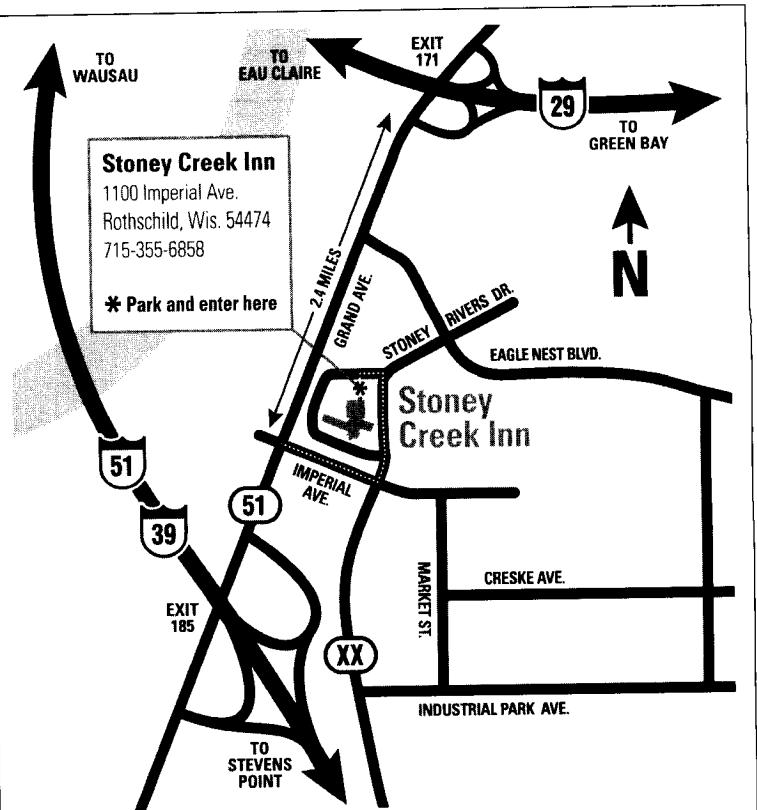 TO
WAUSAU
TO
EAU CLAIRE
EXIT
171
29
TO
GREEN BAY
Stoney Creek Inn
1100 Imperial Ave.
Rothschild, Wis. 54474
715-355-6858
* Park and enter here
N
2.4 MILES
GRAND AVE.
STONEY RIVERS DR.
EAGLE NEST BLVD.
*
Stoney
Creek Inn
IMPERIAL
AVE.
51
51
39
MARKET ST.
CRESKE AVE.
EXIT
185
XX
INDUSTRIAL PARK AVE.
TO
STEVENS
POINT